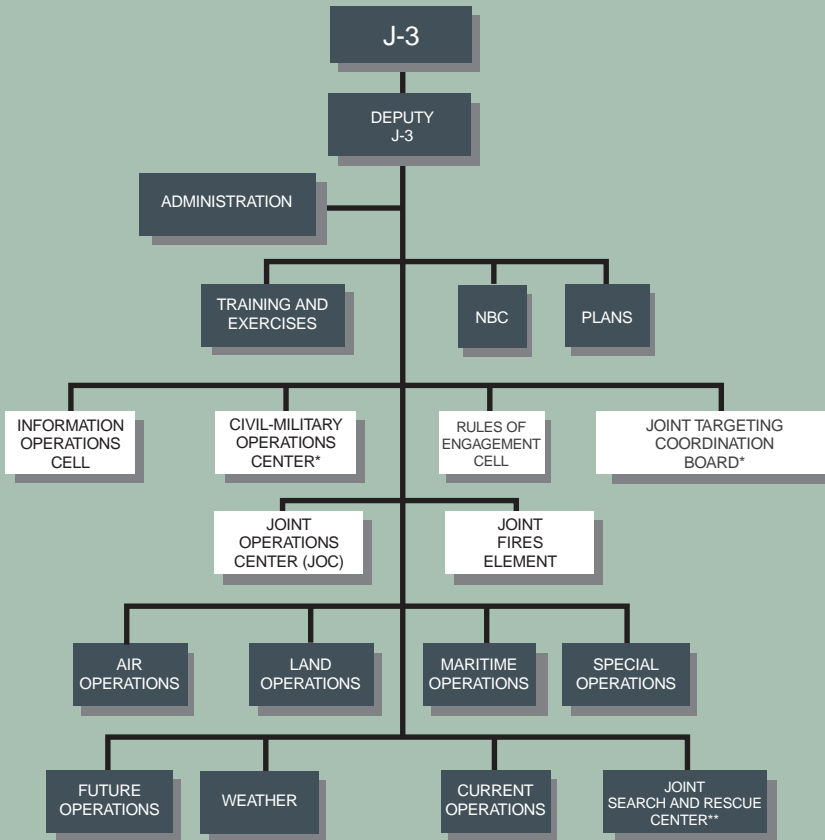 J-3
DEPUTY
J-3
ADMINISTRATION
TRAINING AND
EXERCISES
NBC
PLANS
INFORMATION
OPERATIONS
CELL
CIVIL-MILITARY
OPERATIONS
CENTER*
RULES OF
ENGAGEMENT
CELL
JOINT TARGETING
COORDINATION
BOARD*
JOINT
OPERATIONS
CENTER (JOC)
JOINT
FIRES
ELEMENT
AIR
OPERATIONS
LAND
OPERATIONS
MARITIME
OPERATIONS
SPECIAL
OPERATIONS
FUTURE
OPERATIONS
WEATHER
CURRENT
OPERATIONS
JOINT
SEARCH AND RESCUE
CENTER**